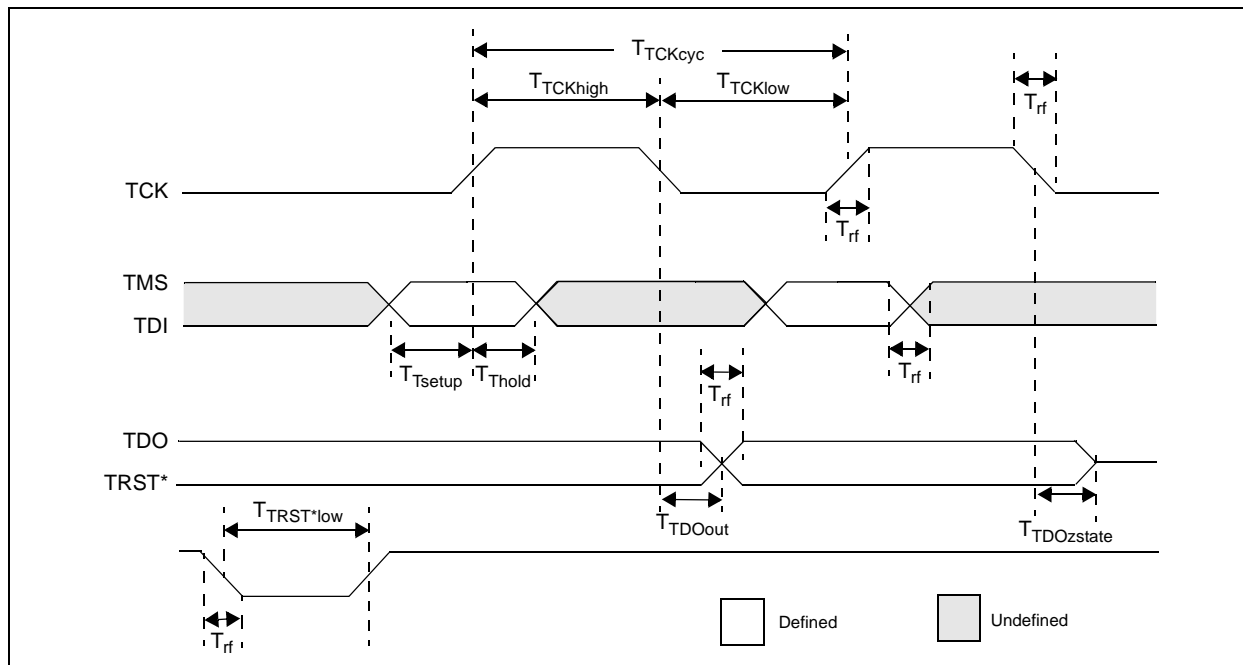 TTCKcyc
TTCKhigh
TTCKlow
Trf
TCK
Trf
TMS
TDI
TTsetup
TThold
Trf
Trf
TDO
TRST*
TTDOout
TTDOzstate
TTRST*low
Trf
Defined
Undefined